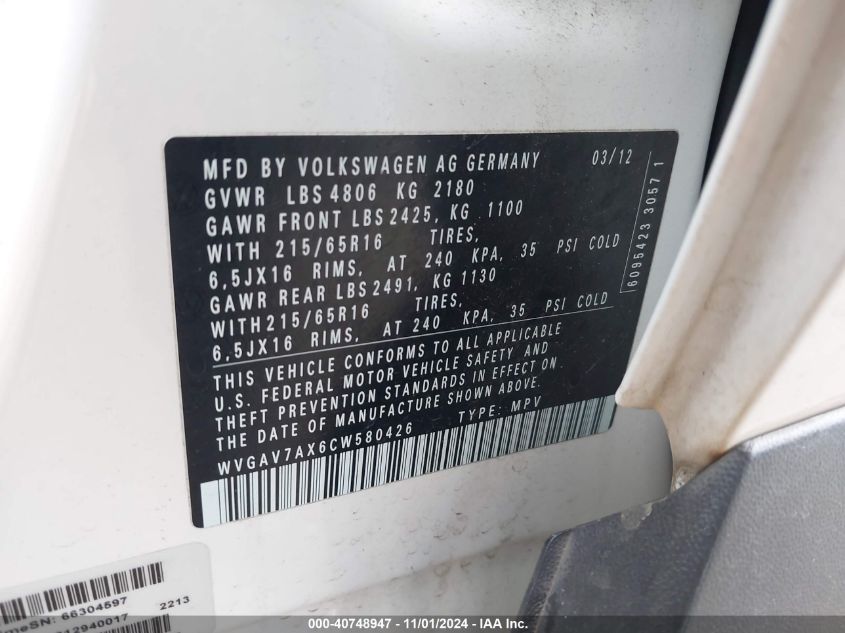 MFD BY VOLKSWAGEN AG GERMANY 03/12
GVWR LBS 4806 KG 2180
GAWR FRONT LBS 2425, KG 1100
WITH 215/65R16 TIRES,
6,5JX16 RIMS, AT 240 KPA, 35 PSI COLD
GAWR REAR LBS 2491, KG 1130
WITH 215/65R16 TIRES,
6,5JX16 RIMS, AT 240 KPA, 35 PSI COLD
THIS VEHICLE CONFORMS TO ALL APPLICABLE
U.S. FEDERAL MOTOR VEHICLE SAFETY AND
THEFT PREVENTION STANDARDS IN EFFECT ON
THE DATE OF MANUFACTURE SHOWN ABOVE.
WVGAV7AX6CW580426 TYPE: MPV
6095423 30571
meSN: 66304597 2213
12940017
000-40748947 - 11/01/2024 - IAA Inc.